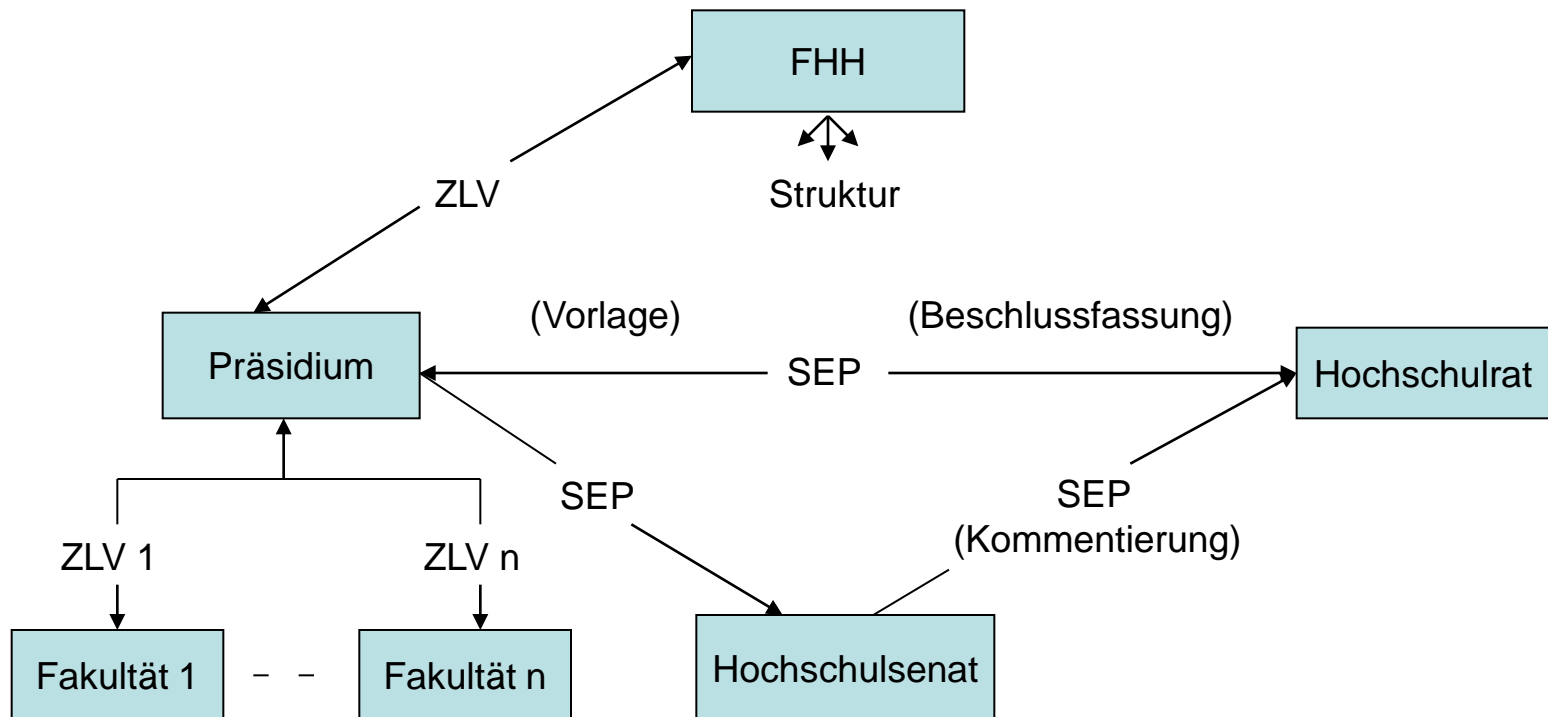 FHH
ZLV
Struktur
(Vorlage)
(Beschlussfassung)
Präsidium
SEP
Hochschulrat
SEP
SEP
(Kommentierung)
ZLV 1
ZLV n
Fakultät 1
– –
Fakultät n
Hochschulsenat